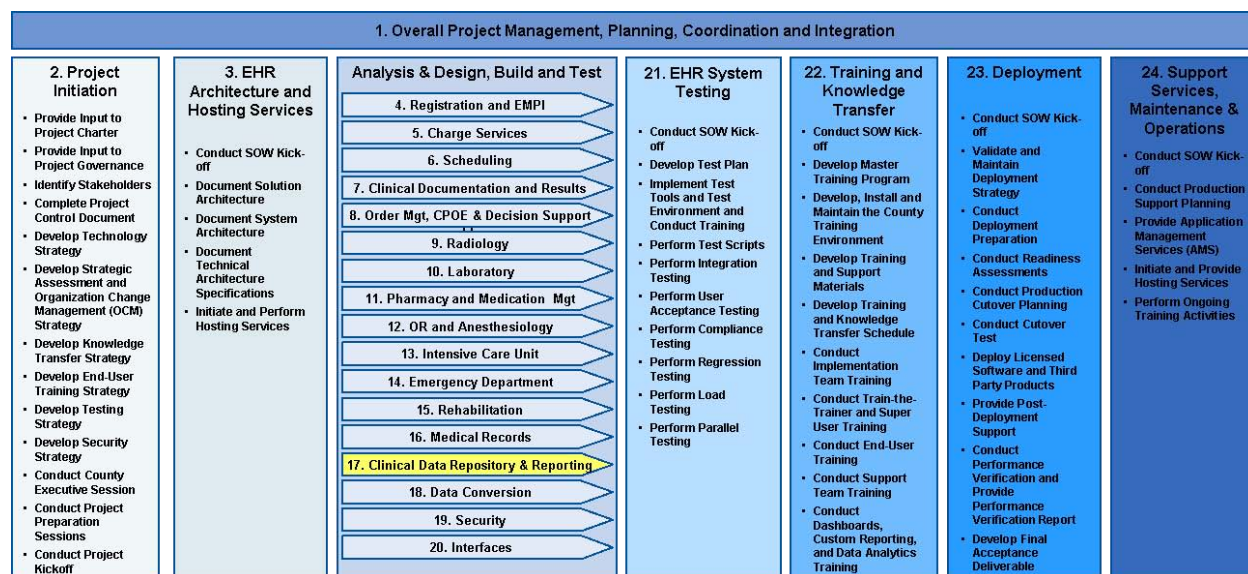 1. Overall Project Management, Planning, Coordination and Integration
2. Project
Initiation
• Provide Input to
Project Charter
• Provide Input to
Project Governance
• Identify Stakeholders
• Complete Project
Control Document
• Develop Technology
Strategy
• Develop Strategic
Assessment and
Organization Change
Management (OCM)
Strategy
• Develop Knowledge
Transfer Strategy
• Develop End-User
Training Strategy
• Develop Testing
Strategy
• Develop Security
Strategy
• Conduct County
Executive Session
• Conduct Project
Preparation
Sessions
• Conduct Project
Kickoff
3. EHR
Architecture and
Hosting Services
• Conduct SOW Kick-
off
• Document Solution
Architecture
• Document System
Architecture
• Document
Technical
Architecture
Specifications
• Initiate and Perform
Hosting Services
Analysis & Design, Build and Test
4. Registration and EMPI
5. Charge Services
6. Scheduling
7. Clinical Documentation and Results
8. Order Mgt, CPOE & Decision Support
9. Radiology
10. Laboratory
11. Pharmacy and Medication Mgt
12. OR and Anesthesiology
13. Intensive Care Unit
14. Emergency Department
15. Rehabilitation
16. Medical Records
17. Clinical Data Repository & Reporting
18. Data Conversion
19. Security
20. Interfaces
21. EHR System
Testing
• Conduct SOW Kick-
off
• Develop Test Plan
• Implement Test
Tools and Test
Environment and
Conduct Training
• Perform Test Scripts
• Perform Integration
Testing
• Perform User
Acceptance Testing
• Perform Compliance
Testing
• Perform Regression
Testing
• Perform Load
Testing
• Perform Parallel
Testing
22. Training and
Knowledge
Transfer
• Conduct SOW Kick-
off
• Develop Master
Training Program
• Develop, Install and
Maintain the County
Training
Environment
• Develop Training
and Support
Materials
• Develop Training
and Knowledge
Transfer Schedule
• Conduct
Implementation
Team Training
• Conduct Train-the-
Trainer and Super
User Training
• Conduct End-User
Training
• Conduct Support
Team Training
• Conduct
Dashboards,
Custom Reporting,
and Data Analytics
Training
23. Deployment
• Conduct SOW Kick-
off
• Validate and
Maintain
Deployment
Strategy
• Conduct
Deployment
Preparation
• Conduct Readiness
Assessments
• Conduct Production
Cutover Planning
• Conduct Cutover
Test
• Deploy Licensed
Software and Third
Party Products
• Provide Post-
Deployment
Support
• Conduct
Performance
Verification and
Provide
Performance
Verification Report
• Develop Final
Acceptance
Deliverable
24. Support
Services,
Maintenance &
Operations
• Conduct SOW Kick-
off
• Conduct Production
Support Planning
• Provide Application
Management
Services (AMS)
• Initiate and Provide
Hosting Services
• Perform Ongoing
Training Activities